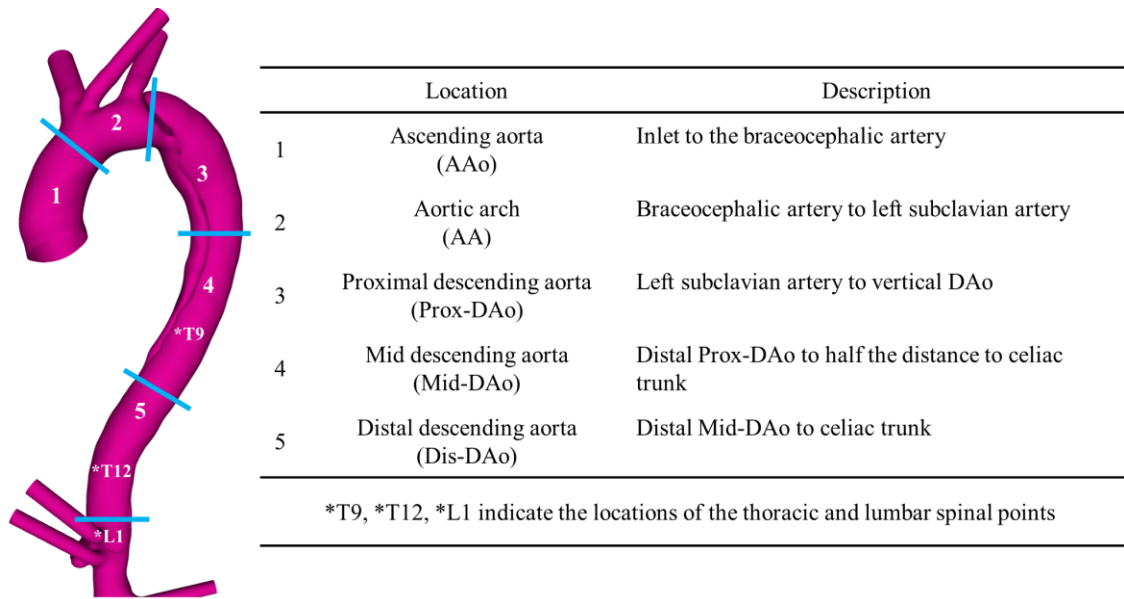 2
3
1
4
*T9
5
*T12
*L1
Location Description
1 Ascending aorta Inlet to the braceocephalic artery
(AAo)
2 Aortic arch Braceocephalic artery to left subclavian artery
(AA)
3 Proximal descending aorta Left subclavian artery to vertical DAo
(Prox-DAo)
4 Mid descending aorta Distal Prox-DAo to half the distance to celiac
(Mid-DAo) trunk
5 Distal descending aorta Distal Mid-DAo to celiac trunk
(Dis-DAo)
*T9, *T12, *L1 indicate the locations of the thoracic and lumbar spinal points